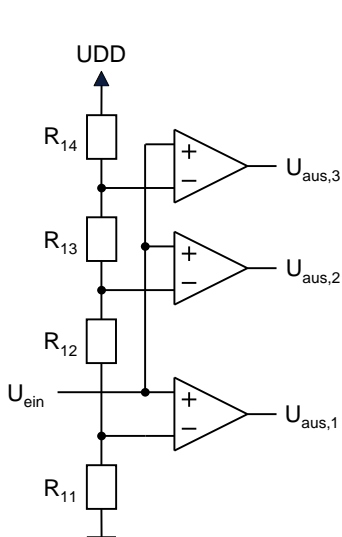 UDD
R14
+
−
Uaus,3
R13
+
−
Uaus,2
R12
Uein
+
−
Uaus,1
R11